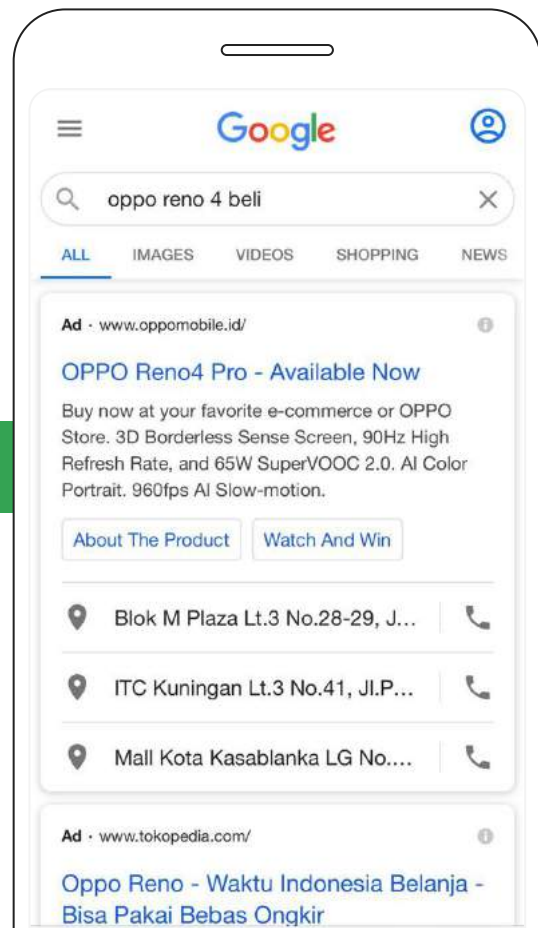 Google
oppo reno 4 beli
ALL IMAGES VIDEOS SHOPPING NEWS
Ad · www.oppomobile.id/
OPPO Reno4 Pro - Available Now
Buy now at your favorite e-commerce or OPPO
Store. 3D Borderless Sense Screen, 90Hz High
Refresh Rate, and 65W SuperVOOC 2.0. AI Color
Portrait. 960fps AI Slow-motion.
About The Product Watch And Win
Blok M Plaza Lt.3 No.28-29, J...
ITC Kuningan Lt.3 No.41, Jl.P...
Mall Kota Kasablanka LG No....
Ad · www.tokopedia.com/
Oppo Reno - Waktu Indonesia Belanja -
Bisa Pakai Bebas Ongkir